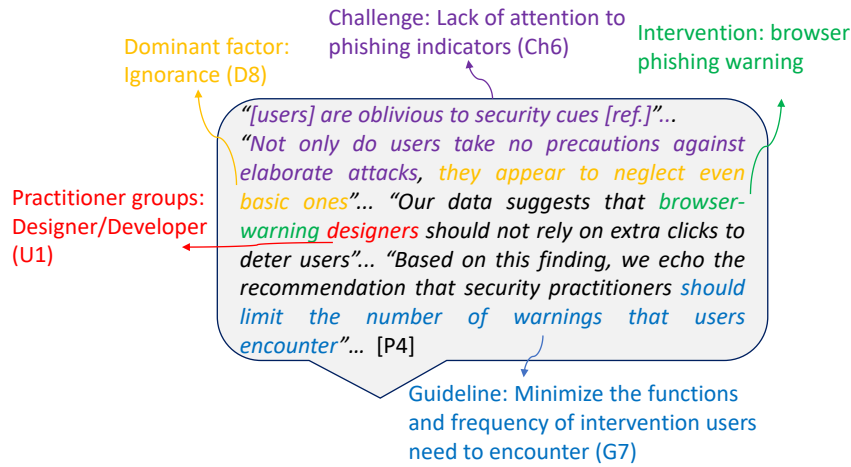 Challenge: Lack of attention to
phishing indicators (Ch6)
Intervention: browser
phishing warning
Dominant factor:
Ignorance (D8)
“[users] are oblivious to security cues [ref.]”...
“Not only do users take no precautions against
elaborate attacks, they appear to neglect even
basic ones”... “Our data suggests that browser-
warning designers should not rely on extra clicks to
deter users”... “Based on this finding, we echo the
recommendation that security practitioners should
limit the number of warnings that users
encounter”... [P4]
Practitioner groups:
Designer/Developer
(U1)
Guideline: Minimize the functions
and frequency of intervention users
need to encounter (G7)